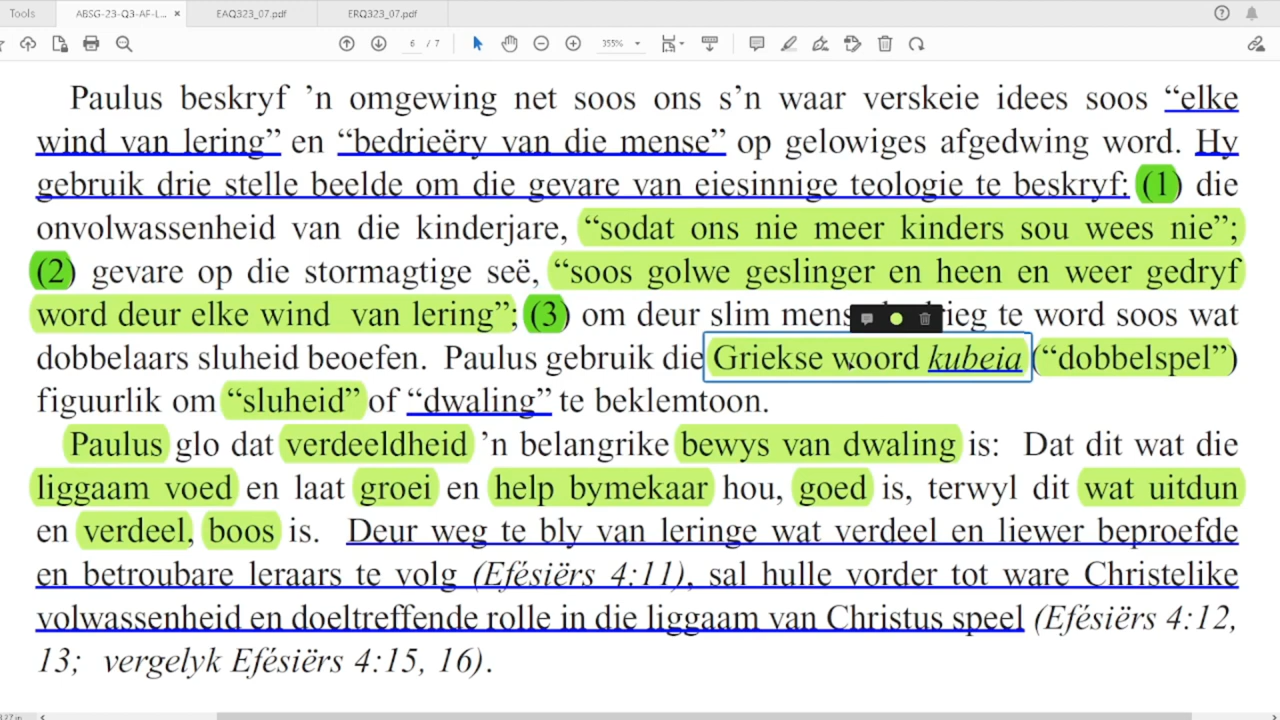 Tools ABSG-23-Q3-AF-L... × EAQ323_07.pdf ERQ323_07.pdf
6 / 7 355%
Paulus beskryf ’n omgewing net soos ons s’n waar verskeie idees soos “elke
wind van lering” en “bedrieëry van die mense” op gelowiges afgedwing word. Hy
gebruik drie stelle beelde om die gevare van eiesinnige teologie te beskryf: (1) die
onvolwassenheid van die kinderjare, “sodat ons nie meer kinders sou wees nie”;
(2) gevare op die stormagtige seë, “soos golwe geslinger en heen en weer gedryf
word deur elke wind van lering”; (3) om deur slim te word soos wat
dobbelaars sluheid beoefen. Paulus gebruik die Griekse woord kubeia (“dobbelspel”)
figuurlik om “sluheid” of “dwaling” te beklemtoon.
Paulus glo dat verdeeldheid ’n belangrike bewys van dwaling is: Dat dit wat die
liggaam voed en laat groei en help bymekaar hou, goed is, terwyl dit wat uitdun
en verdeel, boos is. Deur weg te bly van leringe wat verdeel en liewer beproefde
en betroubare leraars te volg (Efésiërs 4:11), sal hulle vorder tot ware Christelike
volwassenheid en doeltreffende rolle in die liggaam van Christus speel (Efésiërs 4:12,
13; vergelyk Efésiërs 4:15, 16).